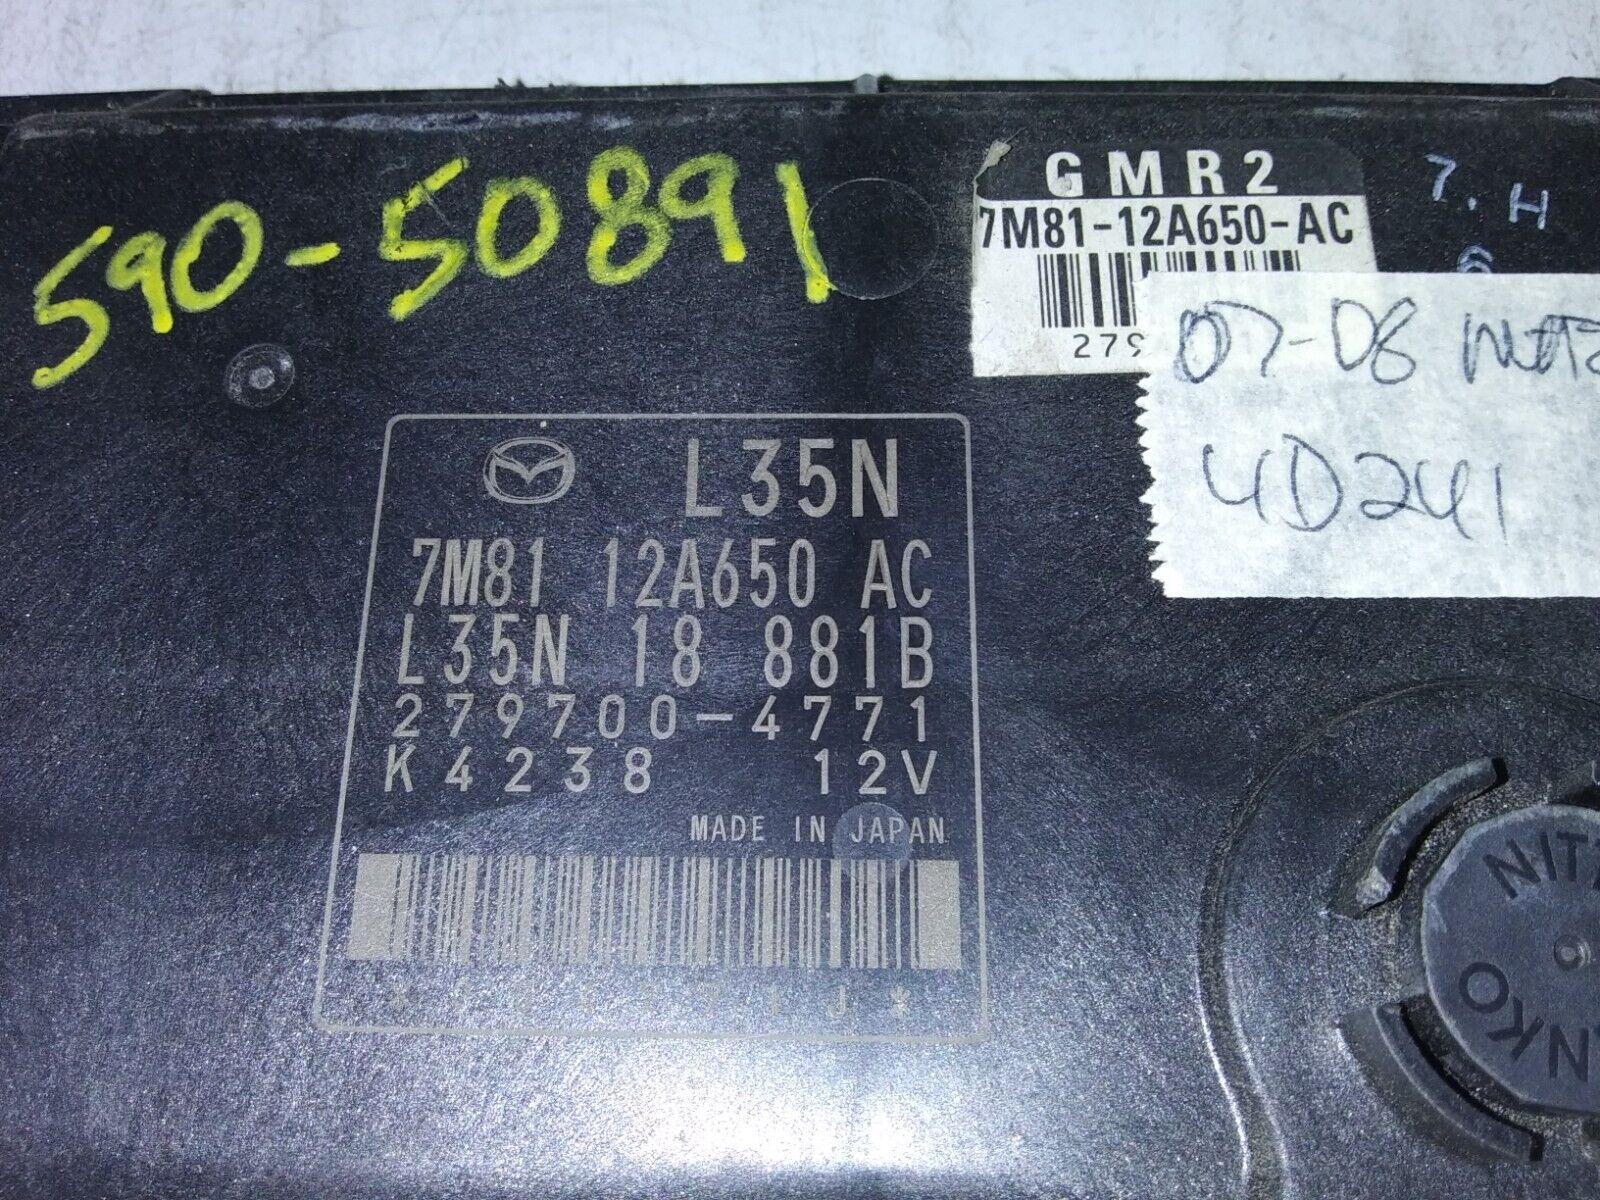 590-50891
GMR2
7M81-12A650-AC
279
7. H
07-08
4D241
L35N
7M81 12A650 AC
L35N 18 881B
279700-4771
K4238 12V
MADE IN JAPAN